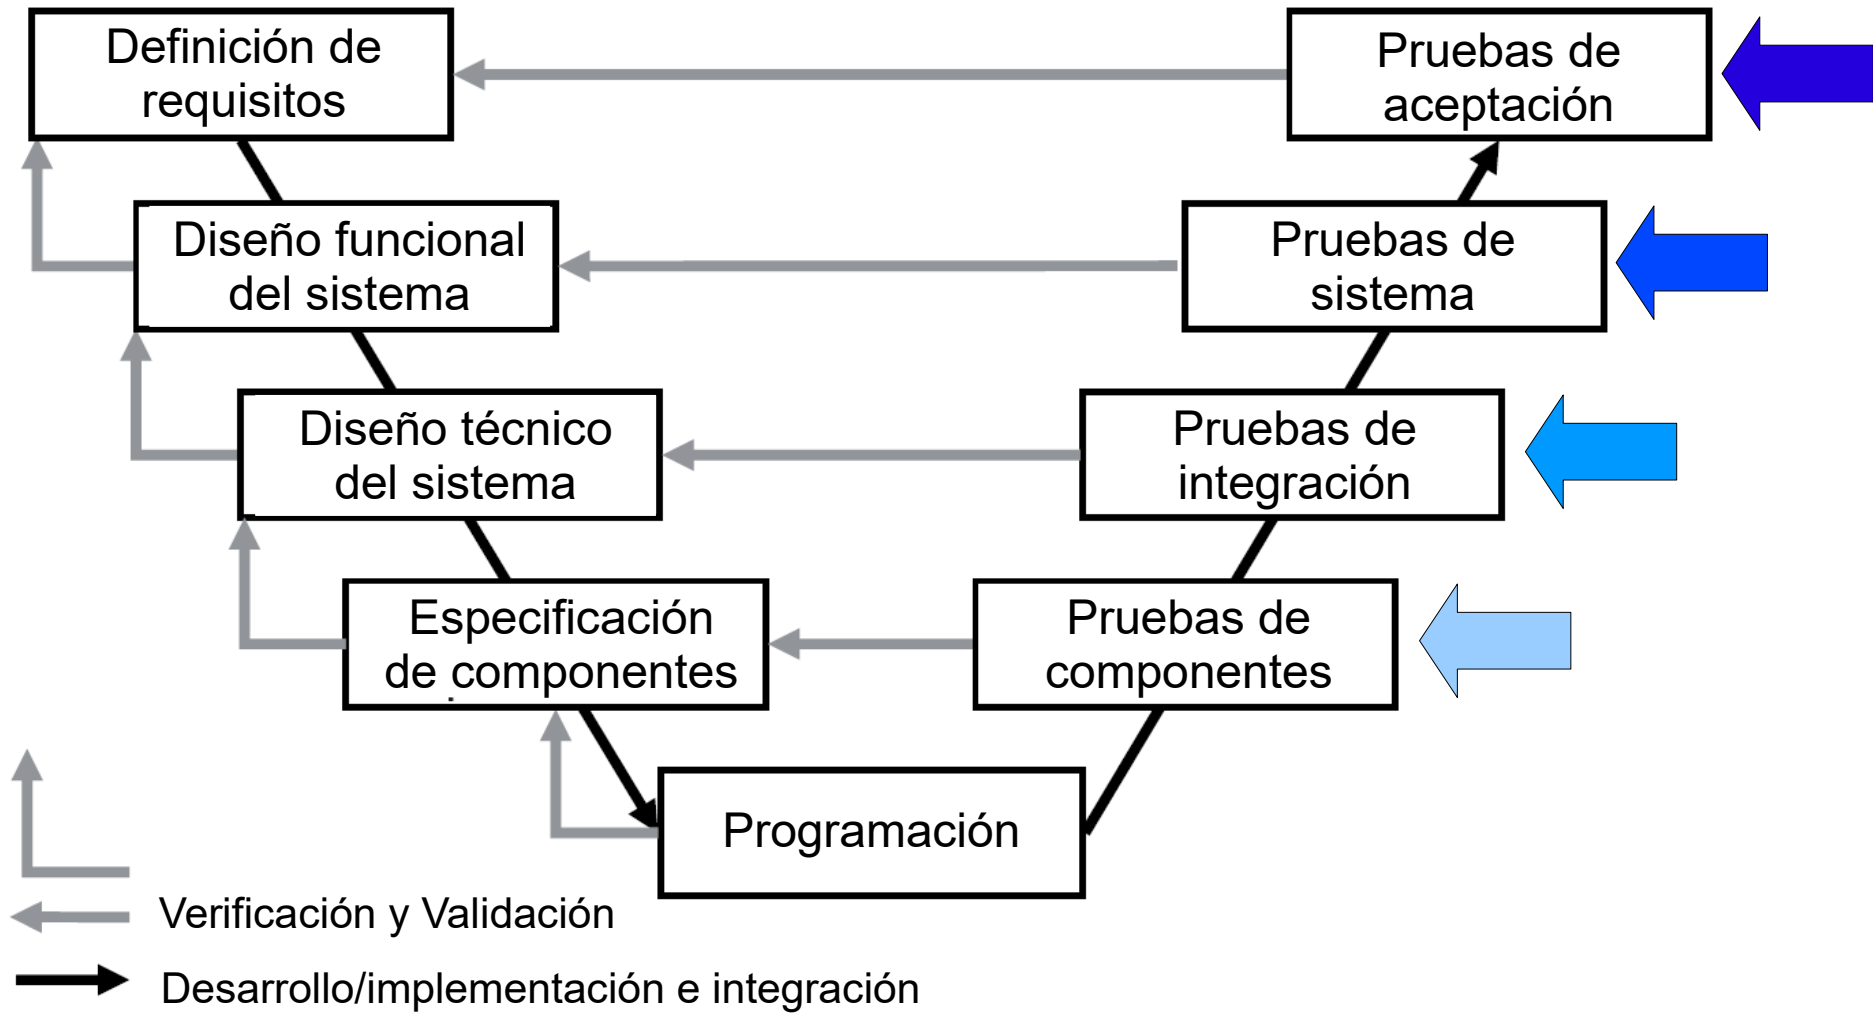 Definición de
requisitos
Pruebas de
aceptación
Diseño funcional
del sistema
Pruebas de
sistema
Diseño técnico
del sistema
Pruebas de
integración
Especificación
de componentes
Pruebas de
componentes
Programación
Verificación y Validación
Desarrollo/implementación e integración